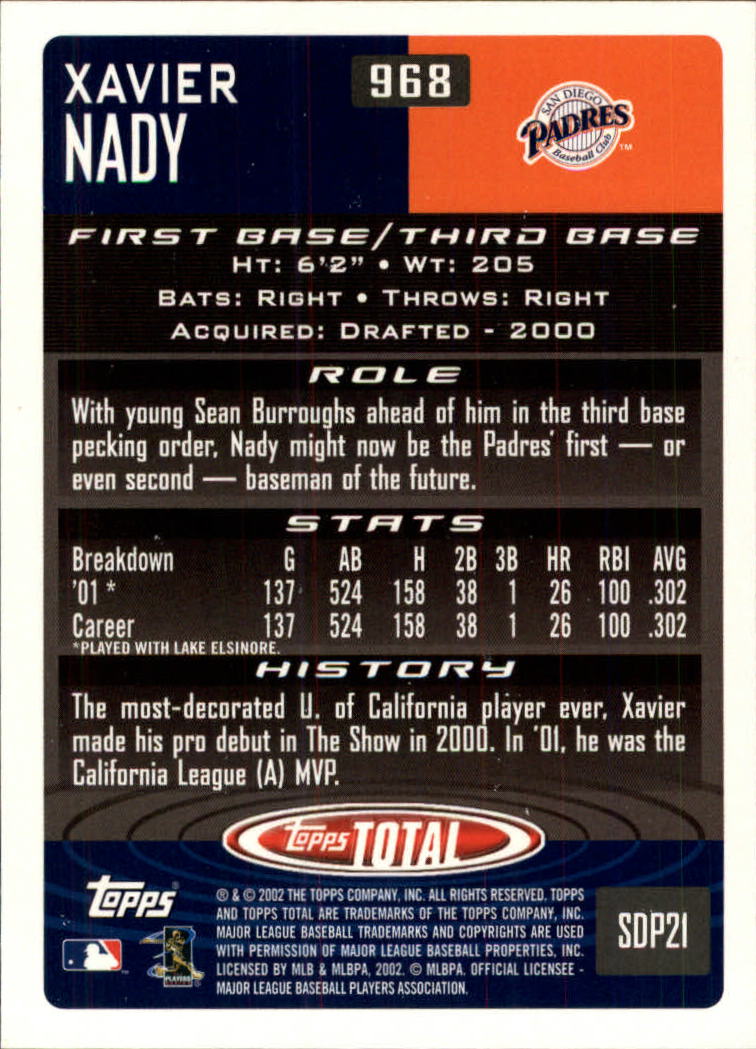 XAVIER
NADY
968
SAN DIEGO
PADRES
Baseball Club
TM
FIRST BASE/THIRD BASE
HT: 6'2" • WT: 205
BATS: RIGHT • THROWS: RIGHT
ACQUIRED: DRAFTED - 2000
ROLE
With young Sean Burroughs ahead of him in the third base
pecking order, Nady might now be the Padres' first — or
even second — baseman of the future.
STATS
Breakdown G AB H 2B 3B HR RBI AVG
'01 * 137 524 158 38 1 26 100 .302
Career 137 524 158 38 1 26 100 .302
*PLAYED WITH LAKE ELSINORE.
HISTORY
The most-decorated U. of California player ever, Xavier
made his pro debut in The Show in 2000. In '01, he was the
California League (A) MVP.
topps TOTAL
topps®
® & © 2002 THE TOPPS COMPANY, INC. ALL RIGHTS RESERVED. TOPPS
AND TOPPS TOTAL ARE TRADEMARKS OF THE TOPPS COMPANY, INC.
MAJOR LEAGUE BASEBALL TRADEMARKS AND COPYRIGHTS ARE USED
WITH PERMISSION OF MAJOR LEAGUE BASEBALL PROPERTIES, INC.
LICENSED BY MLB & MLBPA, 2002. © MLBPA. OFFICIAL LICENSEE -
MAJOR LEAGUE BASEBALL PLAYERS ASSOCIATION.
PLAYERS
SDP21